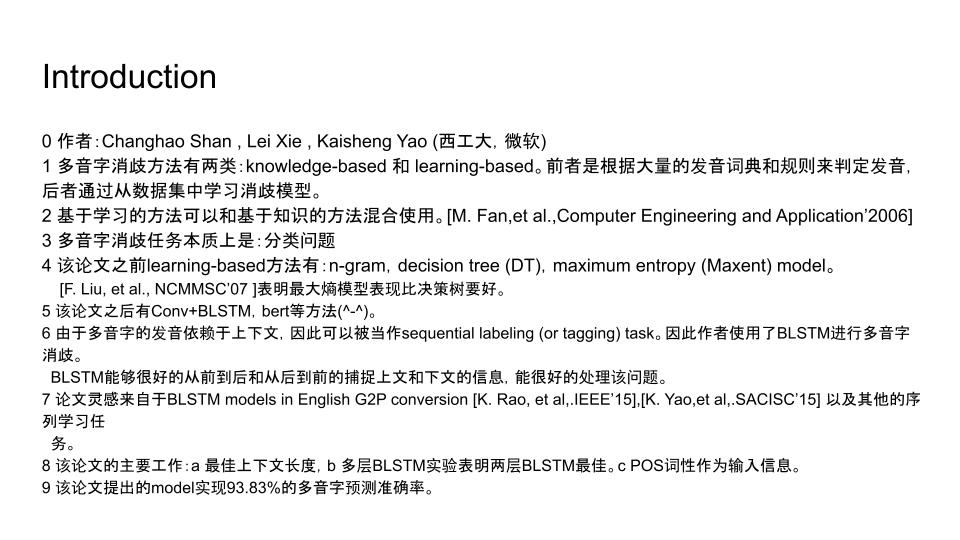 Introduction
0 作者：Changhao Shan , Lei Xie , Kaisheng Yao (西工大，微软)
1 多音字消歧方法有两类：knowledge-based 和 learning-based。前者是根据大量的发音词典和规则来判定发音，
后者通过从数据集中学习消歧模型。
2 基于学习的方法可以和基于知识的方法混合使用。[M. Fan,et al.,Computer Engineering and Application’2006]
3 多音字消歧任务本质上是：分类问题
4 该论文之前learning-based方法有：n-gram，decision tree (DT)，maximum entropy (Maxent) model。
[F. Liu, et al., NCMMSC’07 ]表明最大熵模型表现比决策树要好。
5 该论文之后有Conv+BLSTM，bert等方法(^-^)。
6 由于多音字的发音依赖于上下文，因此可以被当作sequential labeling (or tagging) task。因此作者使用了BLSTM进行多音字
消歧。
BLSTM能够很好的从前到后和从后到前的捕捉上文和下文的信息，能很好的处理该问题。
7 论文灵感来自于BLSTM models in English G2P conversion [K. Rao, et al,.IEEE’15],[K. Yao,et al,.SACISC’15] 以及其他的序
列学习任
务。
8 该论文的主要工作：a 最佳上下文长度，b 多层BLSTM实验表明两层BLSTM最佳。c POS词性作为输入信息。
9 该论文提出的model实现93.83%的多音字预测准确率。